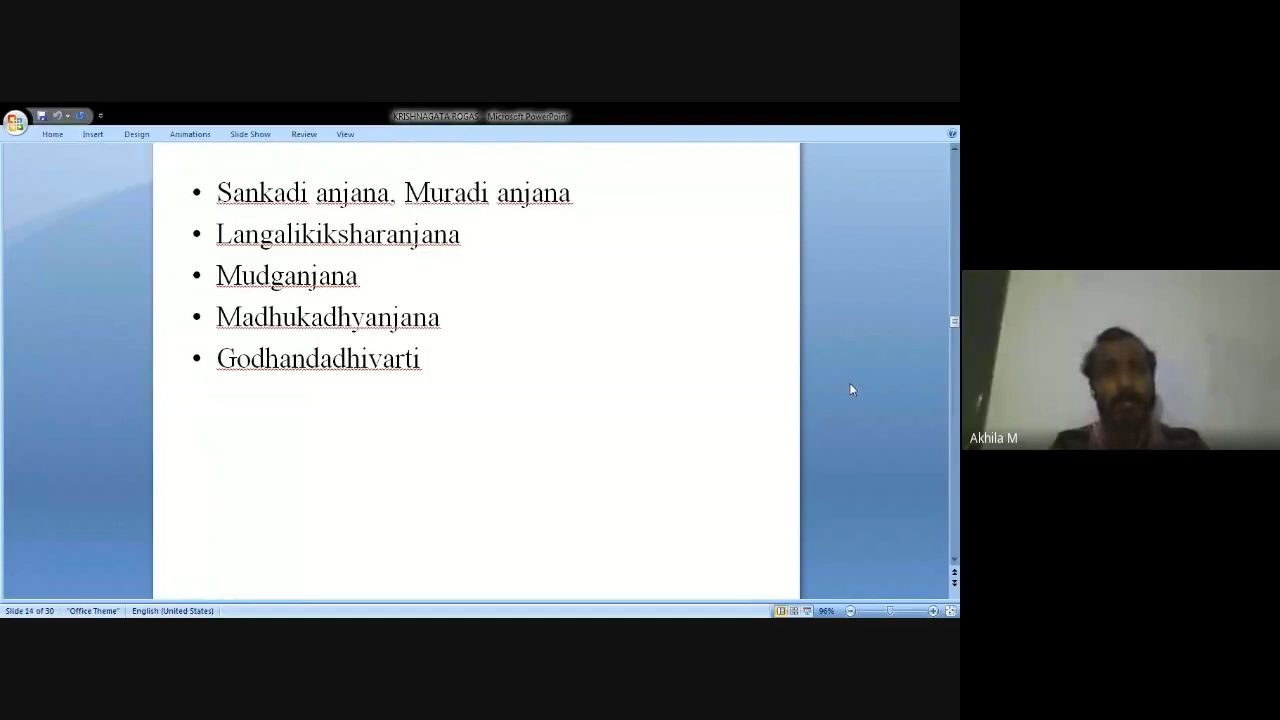 KRISHNAGATA ROGAS - Microsoft PowerPoint
Home Insert Design Animations Slide Show Review View
• Sankadi anjana, Muradi anjana
• Langalikiksharanjana
• Mudganjana
• Madhukadhyanjana
• Godhandadhivarti
Akhila M
Slide 14 of 30 "Office Theme" English (United States) 96%